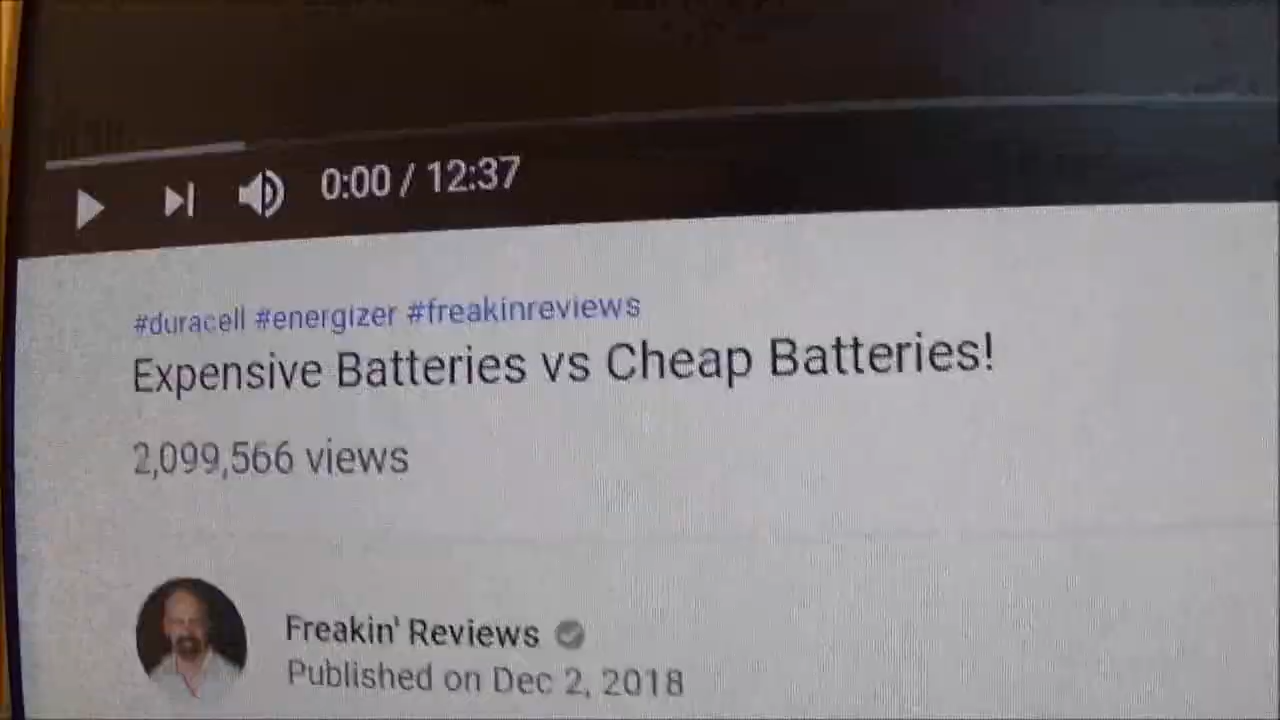 0:00 / 12:37
#duracell #energizer #freakinreviews
Expensive Batteries vs Cheap Batteries!
2,099,566 views
Freakin' Reviews
Published on Dec 2, 2018